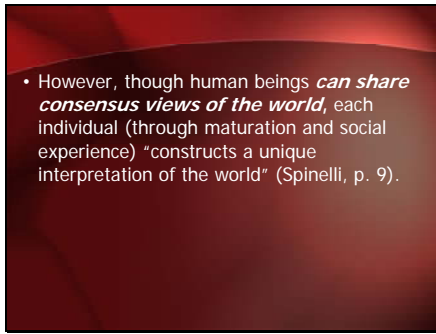 • However, though human beings can share
consensus views of the world, each
individual (through maturation and social
experience) “constructs a unique
interpretation of the world” (Spinelli, p. 9).